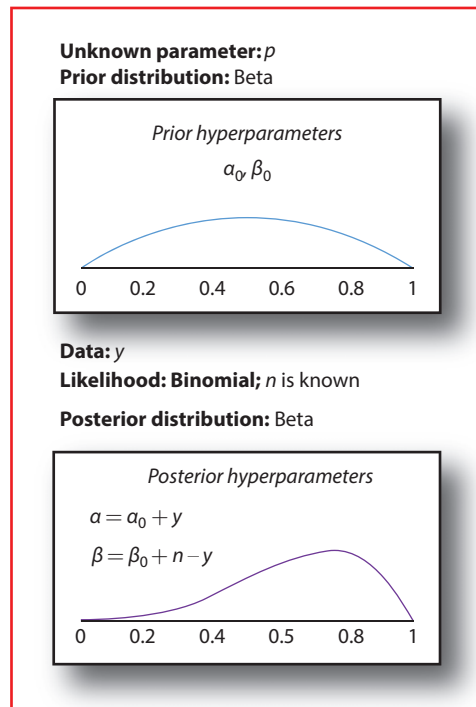 Unknown parameter: p
Prior distribution: Beta
Prior hyperparameters
α₀, β₀
0 0.2 0.4 0.6 0.8 1
Data: y
Likelihood: Binomial; n is known
Posterior distribution: Beta
Posterior hyperparameters
α = α₀ + y
β = β₀ + n – y
0 0.2 0.4 0.5 0.8 1